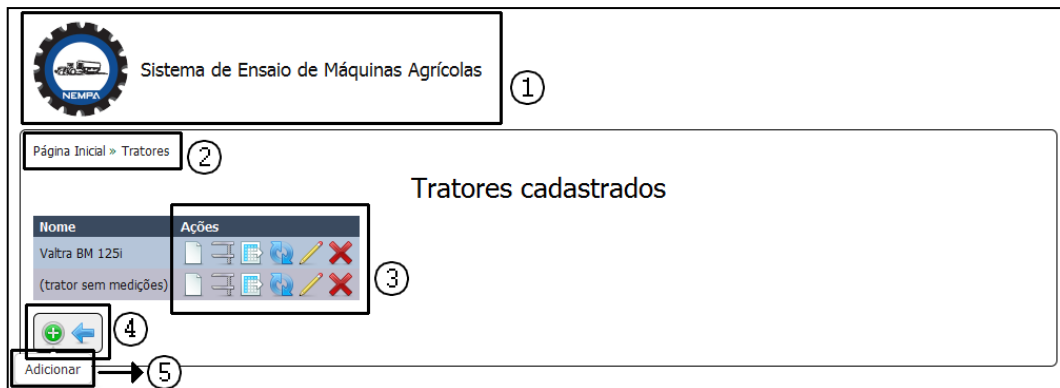 NEMPA
Sistema de Ensaio de Máquinas Agrícolas
1
Página Inicial » Tratores
2
Tratores cadastrados
Nome Ações
Valtra BM 125i
(trator sem medições)
3
4
Adicionar
5